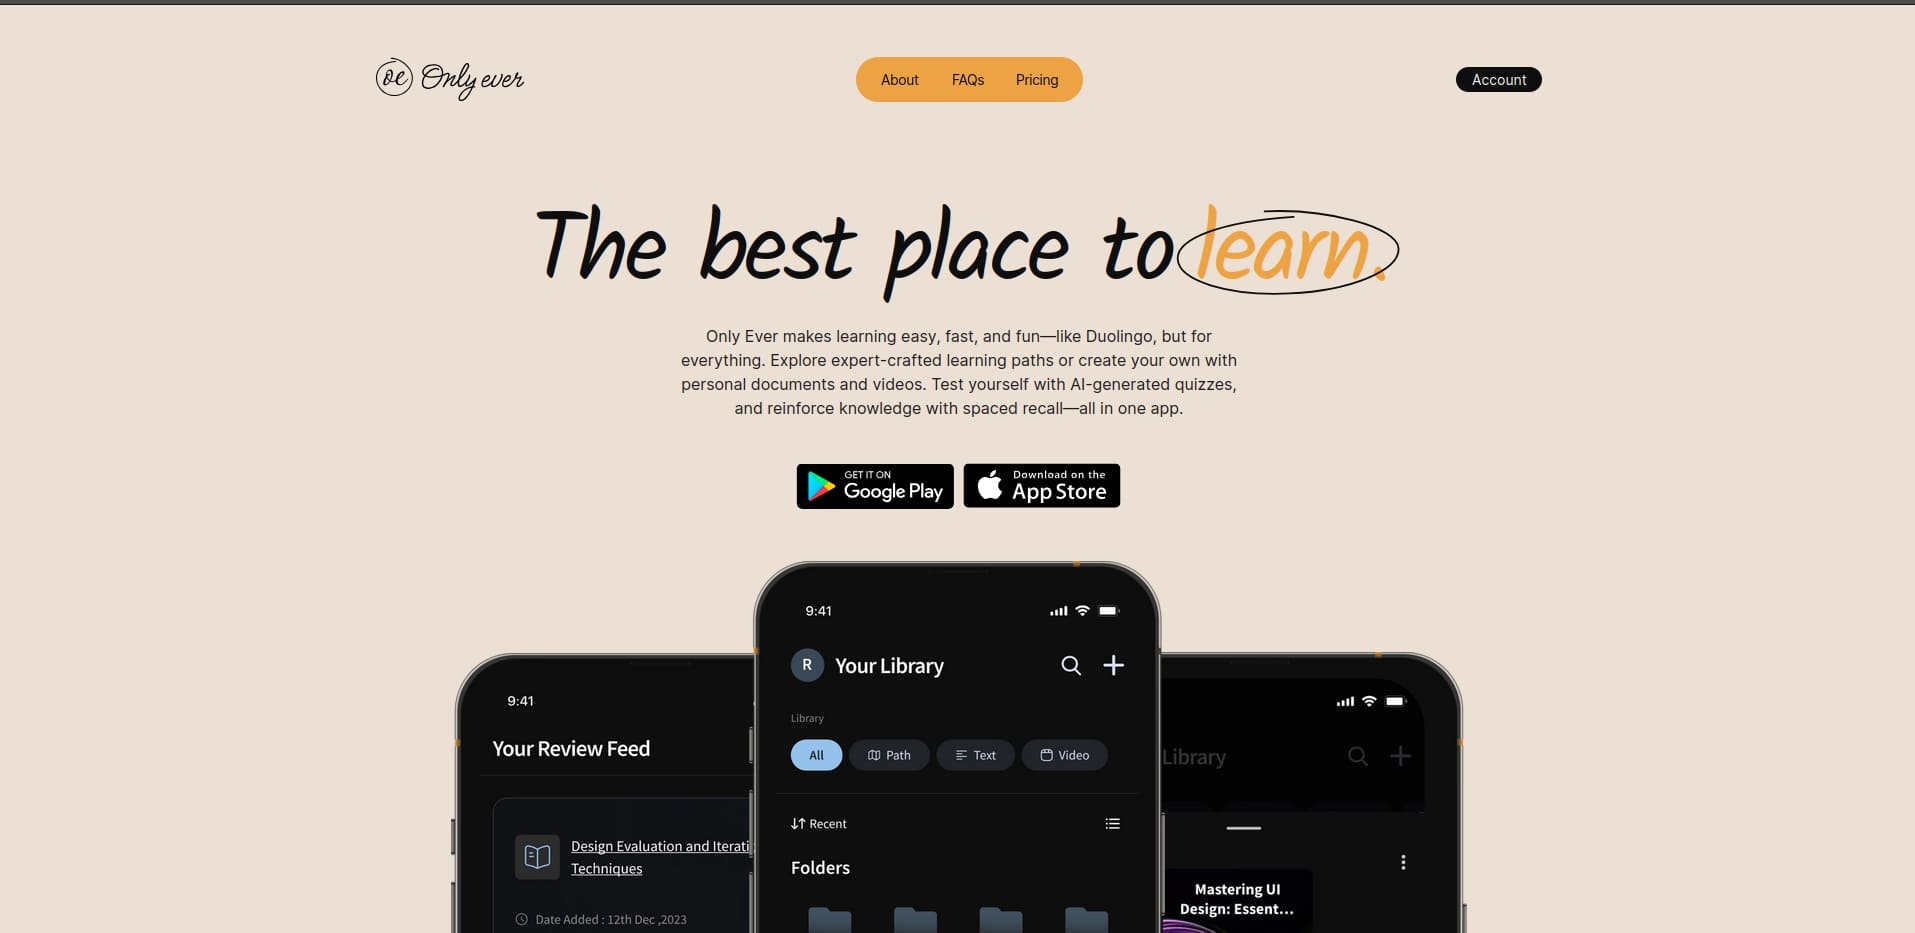 oe Only ever
About FAQs Pricing
Account
The best place to learn.
Only Ever makes learning easy, fast, and fun—like Duolingo, but for
everything. Explore expert-crafted learning paths or create your own with
personal documents and videos. Test yourself with AI-generated quizzes,
and reinforce knowledge with spaced recall—all in one app.
GET IT ON
Google Play
Download on the
App Store
9:41
Your Review Feed
Design Evaluation and Iterati
Techniques
Date Added : 12th Dec ,2023
9:41
R Your Library
Library
All Path Text Video
Recent
Folders
Library
Mastering UI
Design: Essent...